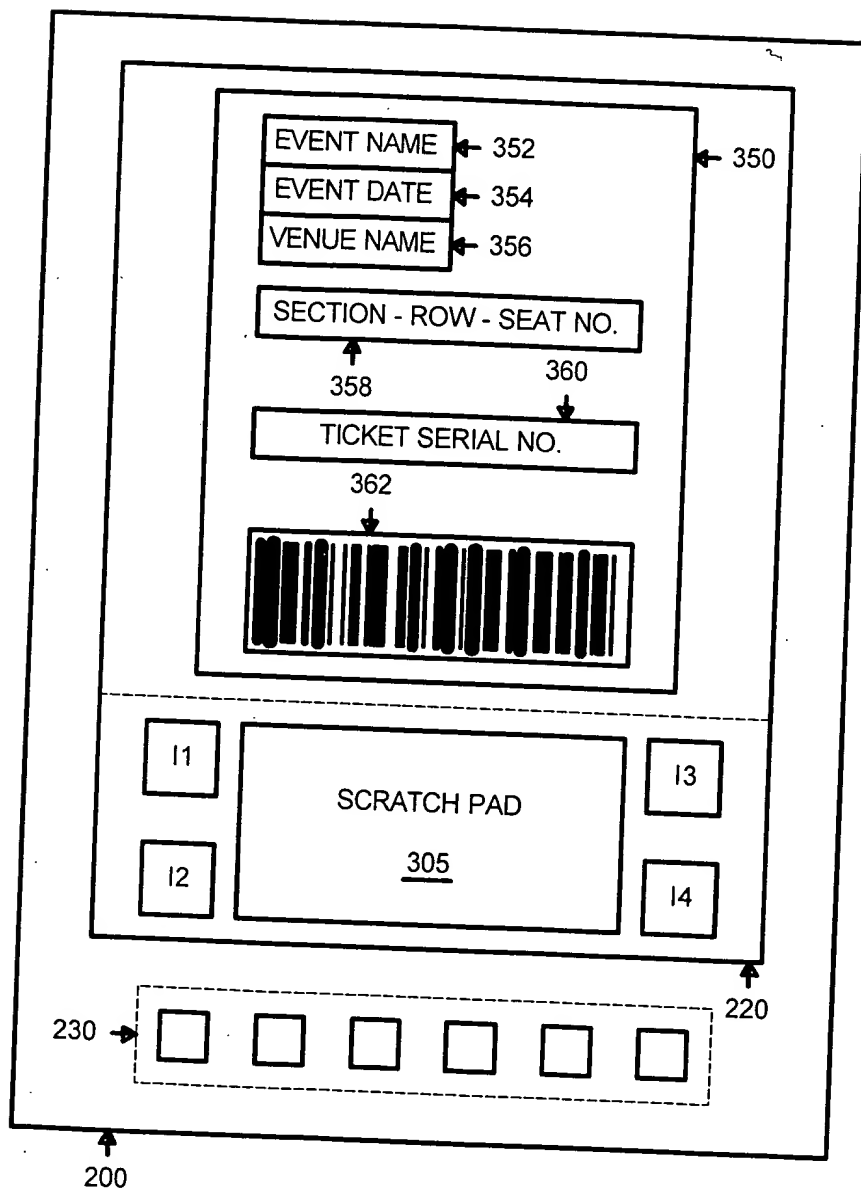 EVENT NAME 352 350
EVENT DATE 354
VENUE NAME 356
SECTION - ROW - SEAT NO.
358 360
TICKET SERIAL NO.
362
I1 I3
SCRATCH PAD
305
I2 I4
220
230
200